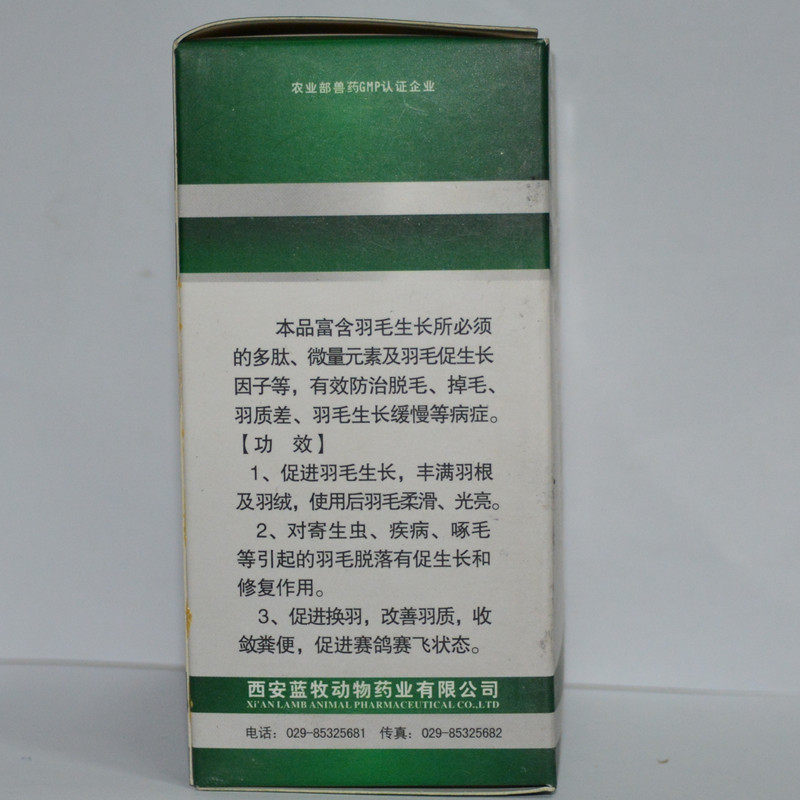 农业部兽药GMP认证企业
本品富含羽毛生长所必须
的多肽、微量元素及羽毛促生长
因子等，有效防治脱毛、掉毛、
羽质差、羽毛生长缓慢等病症。
【功 效】
1、促进羽毛生长，丰满羽根
及羽绒，使用后羽毛柔滑、光亮。
2、对寄生虫、疾病、啄毛
等引起的羽毛脱落有促生长和
修复作用。
3、促进换羽，改善羽质，收
敛粪便，促进赛鸽赛飞状态。
西安蓝牧动物药业有限公司
Xi'AN LAMB ANIMAL PHARMACEUTICAL CO.,LTD
电话：029-85325681 传真：029-85325682